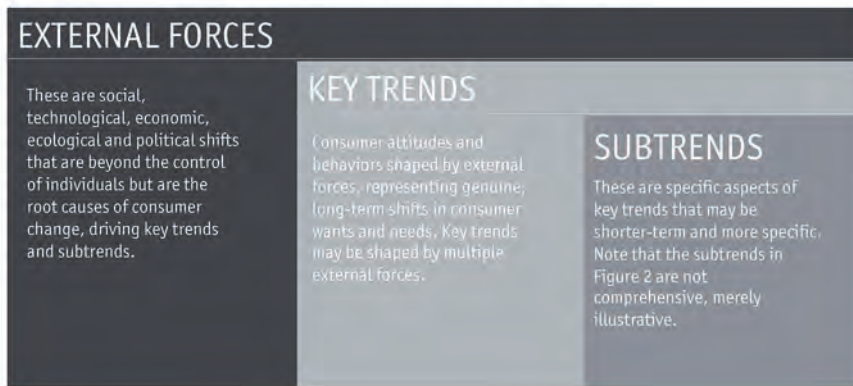 EXTERNAL FORCES
These are social,
technological, economic,
ecological and political shifts
that are beyond the control
of individuals but are the
root causes of consumer
change, driving key trends
and subtrends.
KEY TRENDS
Consumer attitudes and
behaviors shaped by external
forces, representing genuine,
long-term shifts in consumer
wants and needs. Key trends
may be shaped by multiple
external forces.
SUBTRENDS
These are specific aspects of
key trends that may be
shorter-term and more specific.
Note that the subtrends in
Figure 2 are not
comprehensive, merely
illustrative.